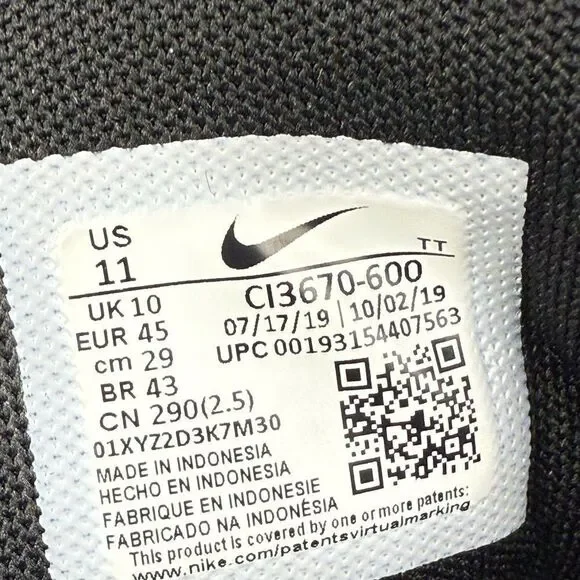 US
11
TT
CI3670-600
07/17/19 | 10/02/19
UPC 00193154407563
UK 10
EUR 45
cm 29
BR 43
CN 290(2.5)
01XYZ2D3K7M30
MADE IN INDONESIA
HECHO EN INDONESIA
FABRIQUE EN INDONESIE
FABRICADO NA INDONÉSIA
This product is covered by one or more patents:
www.nike.com/patentsvirtualmarking